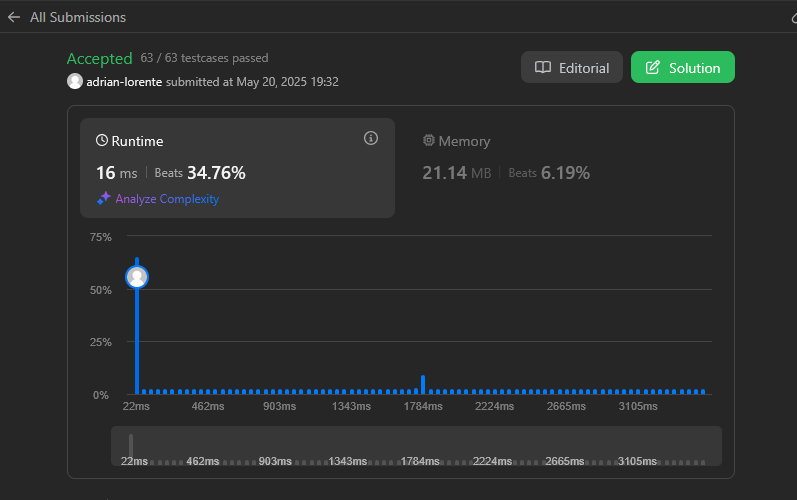 All Submissions
Accepted 63 / 63 testcases passed
adrian-lorente submitted at May 20, 2025 19:32
Editorial
Solution
Runtime
16 ms Beats 34.76%
Analyze Complexity
Memory
21.14 MB Beats 6.19%
75%
50%
25%
0%
22ms 462ms 903ms 1343ms 1784ms 2224ms 2665ms 3105ms
22ms 462ms 903ms 1343ms 1784ms 2224ms 2665ms 3105ms